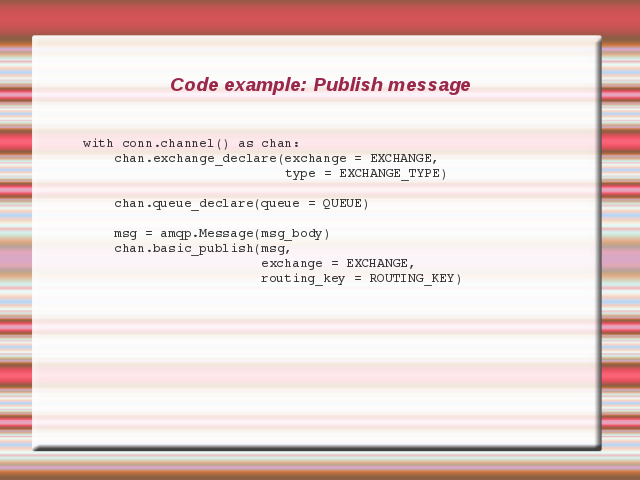 Code example: Publish message
with conn.channel() as chan:
    chan.exchange_declare(exchange = EXCHANGE,
                          type = EXCHANGE_TYPE)
    chan.queue_declare(queue = QUEUE)
    msg = amqp.Message(msg_body)
    chan.basic_publish(msg,
                       exchange = EXCHANGE,
                       routing_key = ROUTING_KEY)